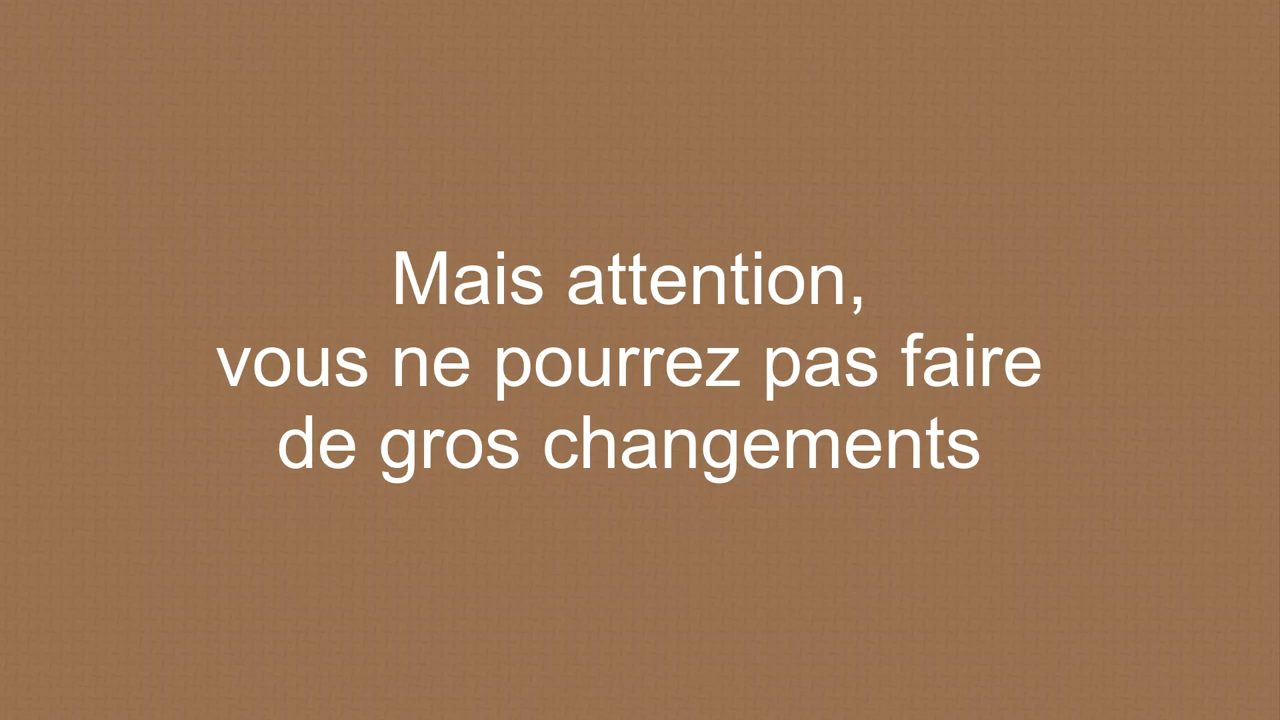 Mais attention,
vous ne pourrez pas faire
de gros changements